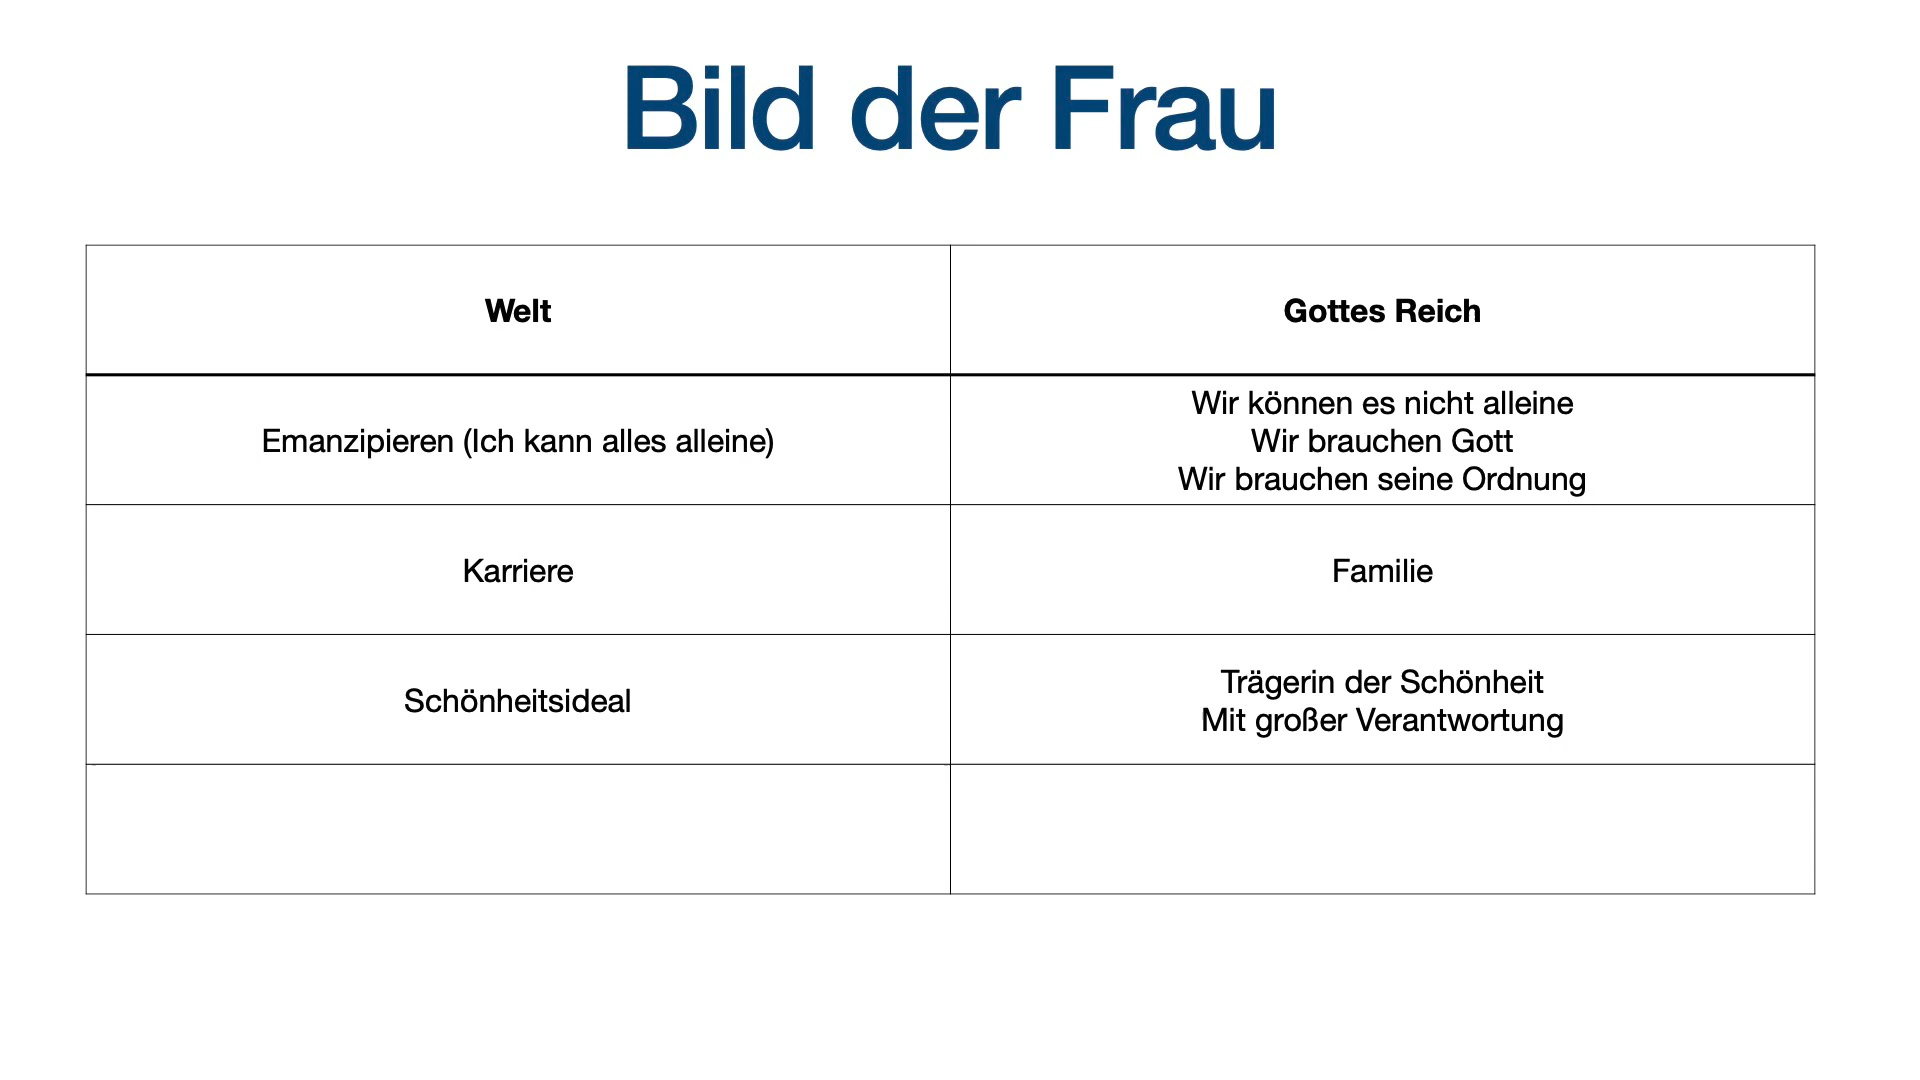 Bild der Frau
Welt
Gottes Reich
Emanzipieren (Ich kann alles alleine)
Wir können es nicht alleine
Wir brauchen Gott
Wir brauchen seine Ordnung
Karriere
Familie
Schönheitsideal
Trägerin der Schönheit
Mit großer Verantwortung